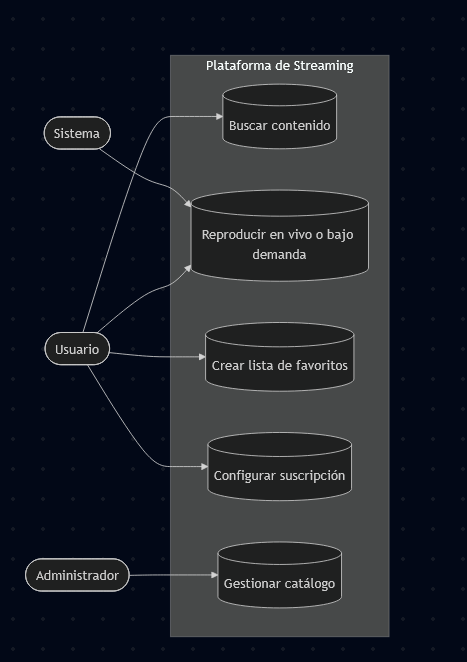 Plataforma de Streaming
Buscar contenido
Sistema
Reproducir en vivo o bajo
demanda
Usuario
Crear lista de favoritos
Configurar suscripción
Administrador
Gestionar catálogo